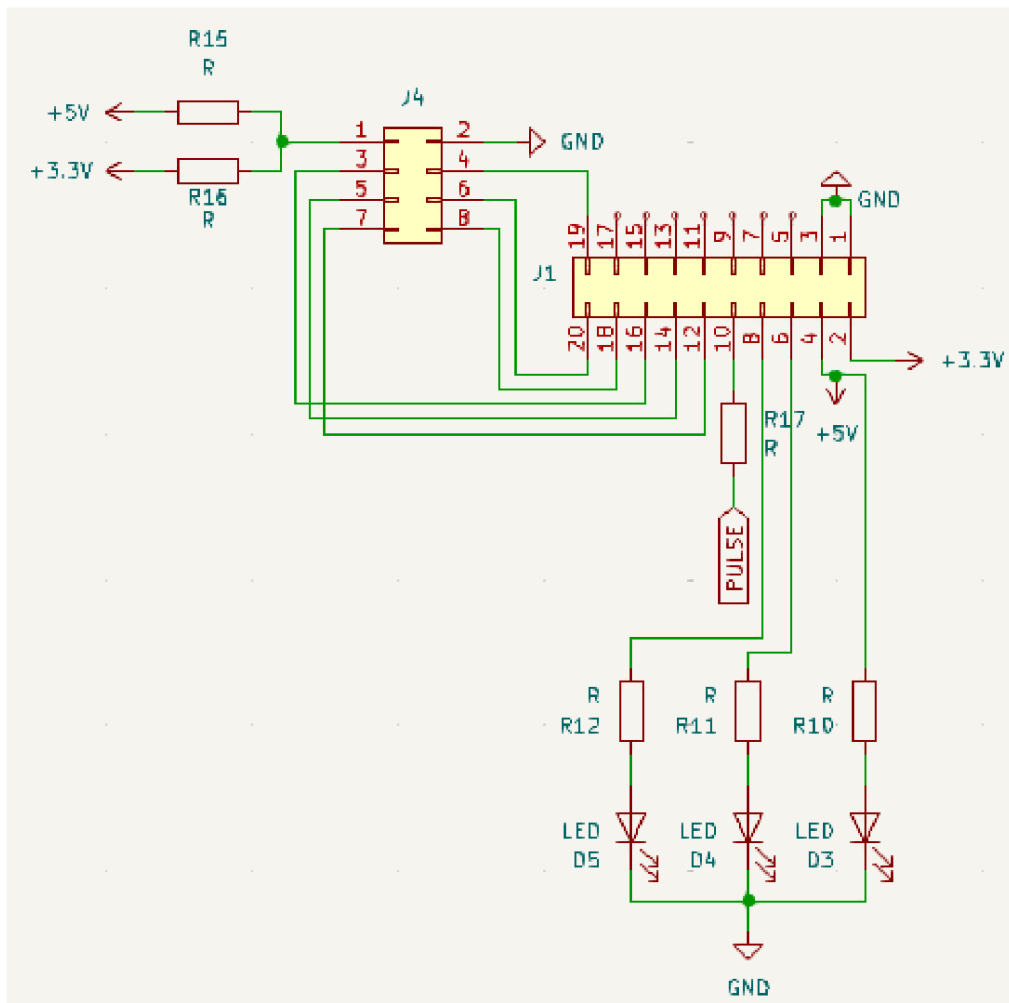 R15
R
+5V
+3.3V
R16
R
J4
1
2
3
4
5
6
7
8
GND
GND
J1
19
17
15
13
11
9
7
5
3
1
20
18
16
14
12
10
8
6
4
2
+3.3V
+5V
R17
R
PULSE
R
R12
R
R11
R
R10
LED
D5
LED
D4
LED
D3
GND